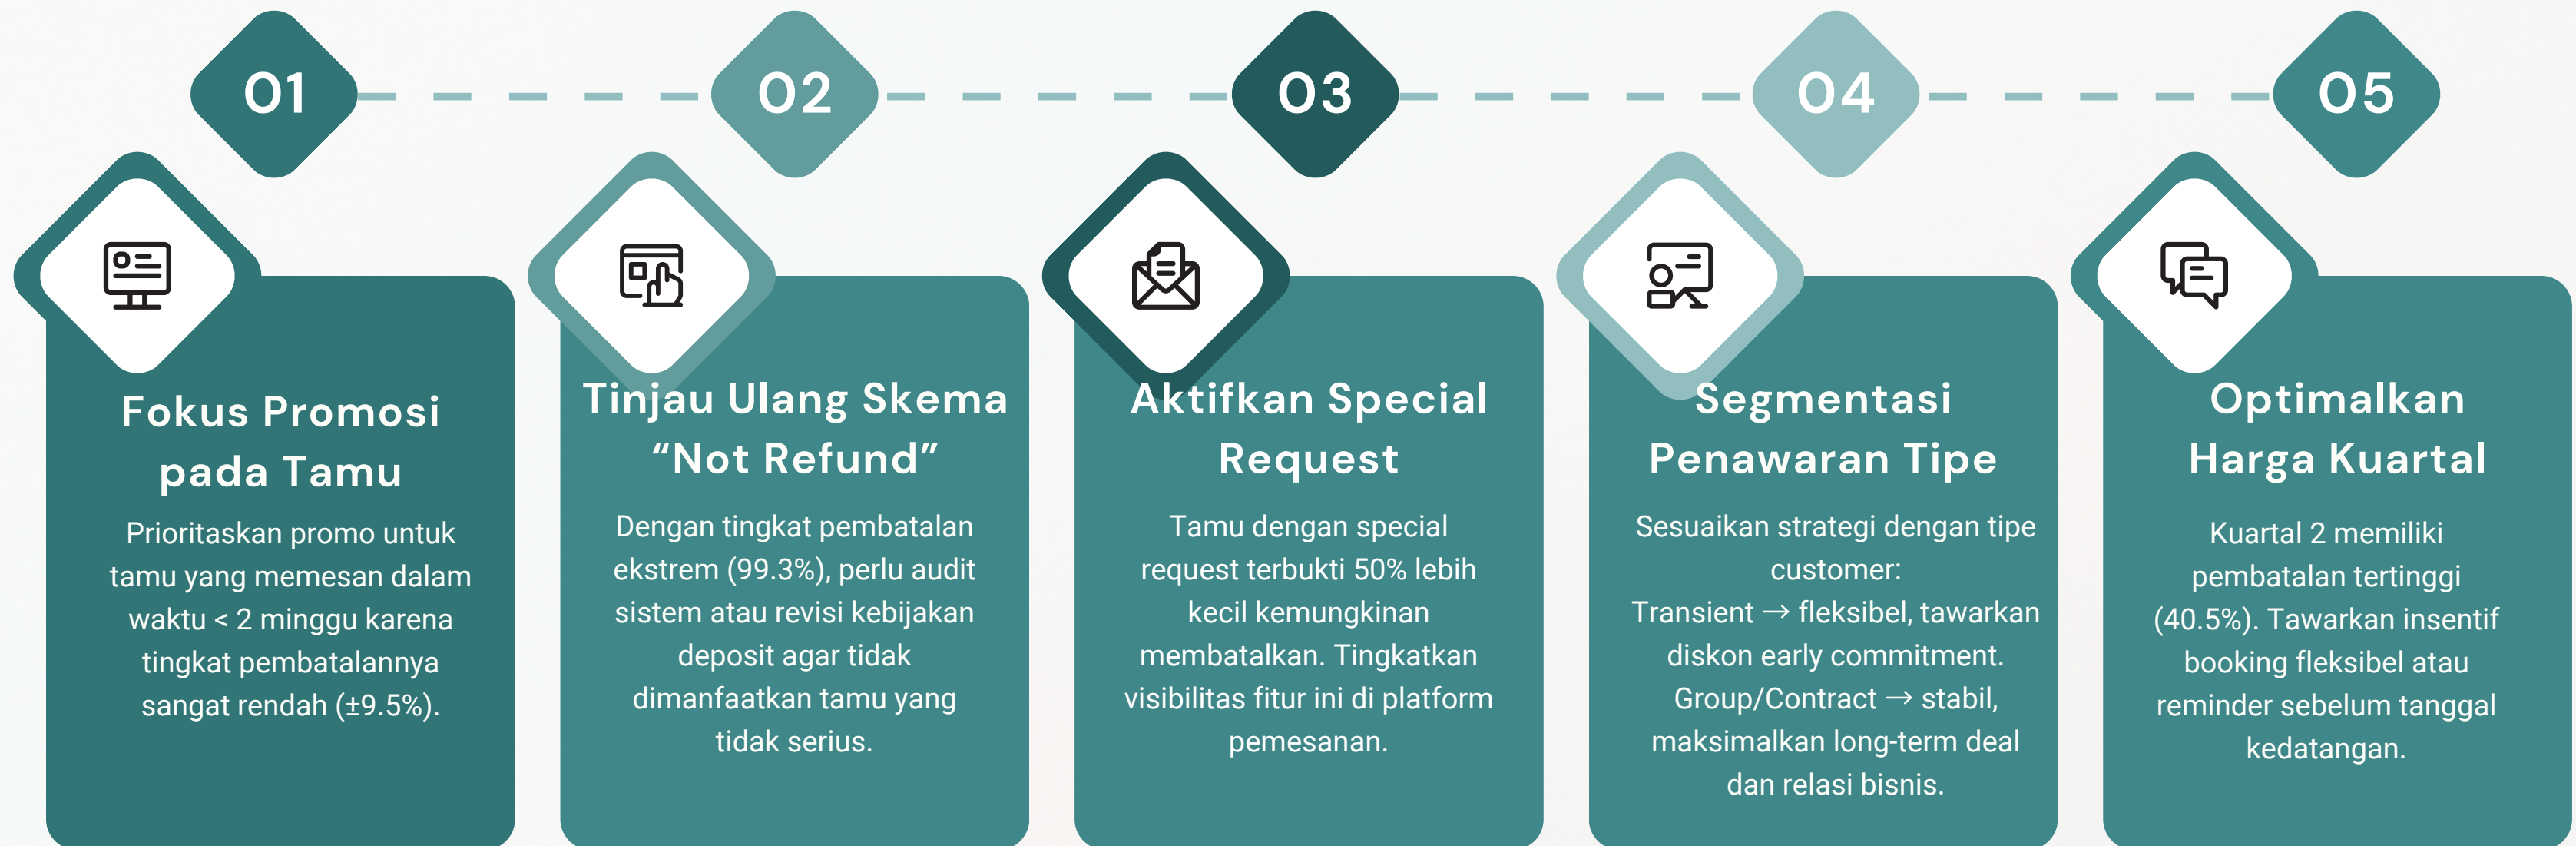 01
02
03
04
05
Fokus Promosi
pada Tamu
Prioritaskan promo untuk
tamu yang memesan dalam
waktu < 2 minggu karena
tingkat pembatalannya
sangat rendah (±9.5%).
Tinjau Ulang Skema
“Not Refund”
Dengan tingkat pembatalan
ekstrem (99.3%), perlu audit
sistem atau revisi kebijakan
deposit agar tidak
dimanfaatkan tamu yang
tidak serius.
Aktifkan Special
Request
Tamu dengan special
request terbukti 50% lebih
kecil kemungkinan
membatalkan. Tingkatkan
visibilitas fitur ini di platform
pemesanan.
Segmentasi
Penawaran Tipe
Sesuaikan strategi dengan tipe
customer:
Transient → fleksibel, tawarkan
diskon early commitment.
Group/Contract → stabil,
maksimalkan long-term deal
dan relasi bisnis.
Optimalkan
Harga Kuartal
Kuartal 2 memiliki
pembatalan tertinggi
(40.5%). Tawarkan insentif
booking fleksibel atau
reminder sebelum tanggal
kedatangan.